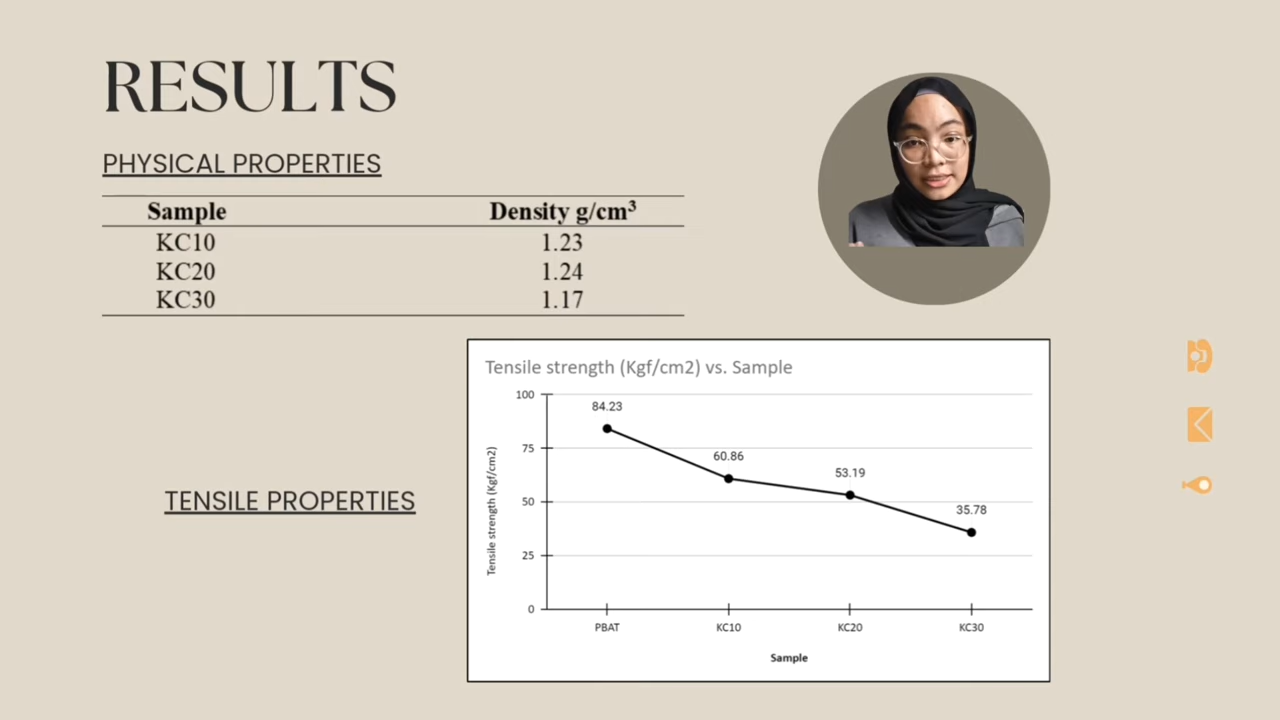 RESULTS
PHYSICAL PROPERTIES
Sample Density g/cm³
KC10 1.23
KC20 1.24
KC30 1.17
TENSILE PROPERTIES
Tensile strength (Kgf/cm2) vs. Sample
Tensile strength (Kgf/cm2)
100
75
50
25
0
84.23
60.86
53.19
35.78
PBAT KC10 KC20 KC30
Sample